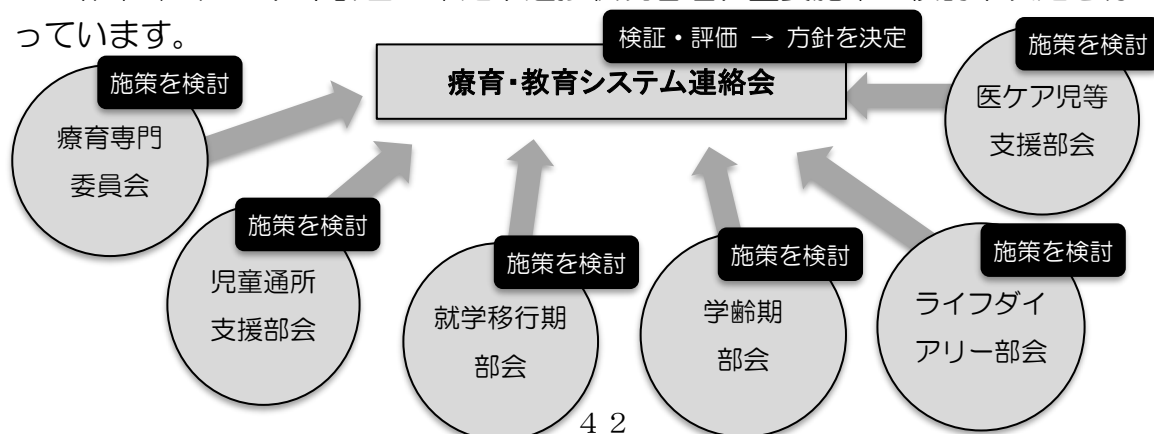 っています。
検証・評価 → 方針を決定
療育・教育システム連絡会
施策を検討
療育専門
委員会
施策を検討
児童通所
支援部会
施策を検討
就学移行期
部会
施策を検討
学齢期
部会
施策を検討
ライフダイ
アリー部会
施策を検討
医ケア児等
支援部会
４２